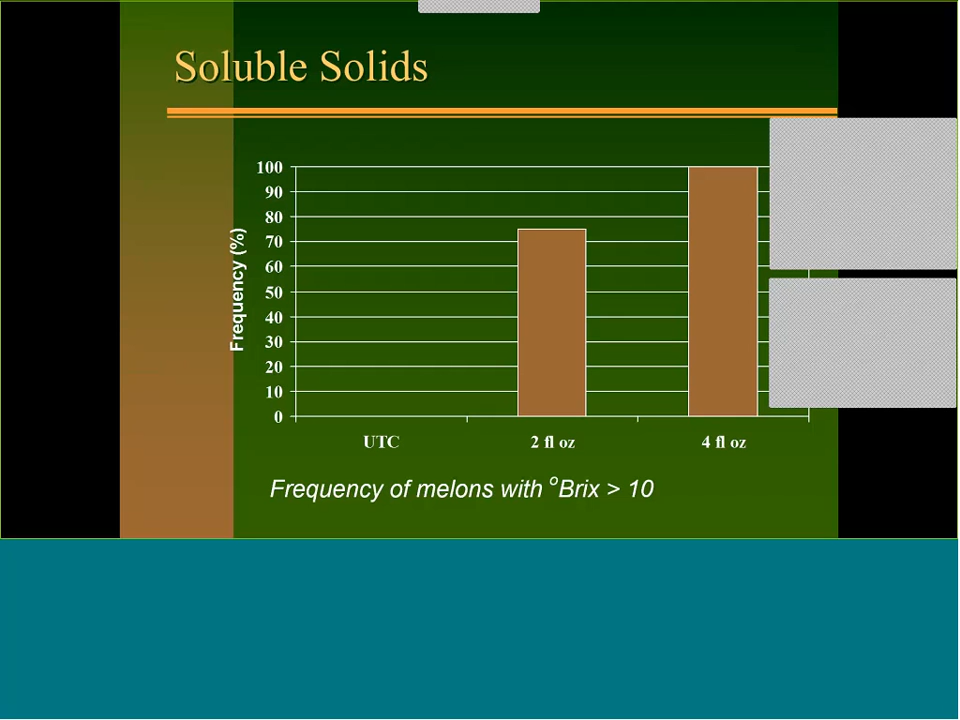 Soluble Solids
Frequency (%)
100
90
80
70
60
50
40
30
20
10
0
UTC 2 fl oz 4 fl oz
Frequency of melons with °Brix > 10